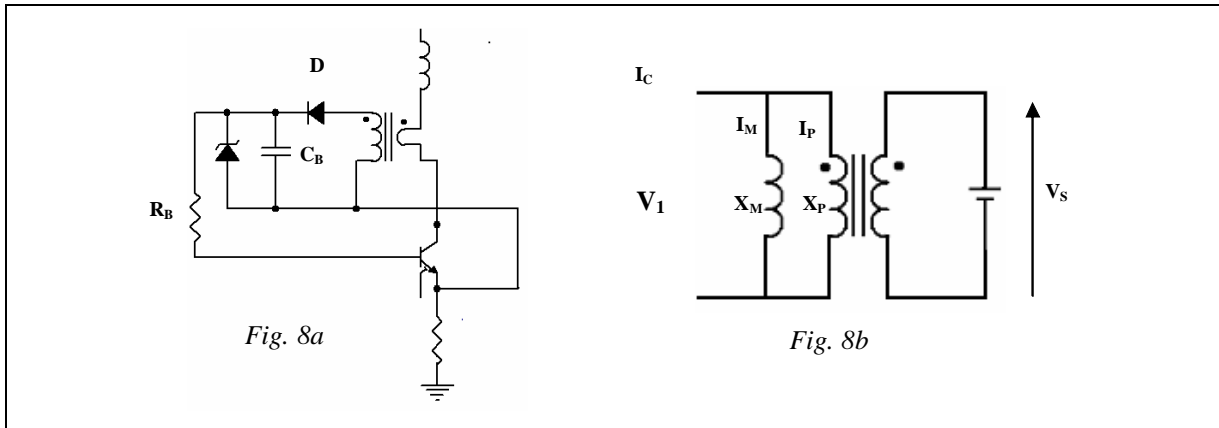 D
C_B
R_B
Fig. 8a
I_C
I_M I_P
V_1 X_M X_P V_S
Fig. 8b